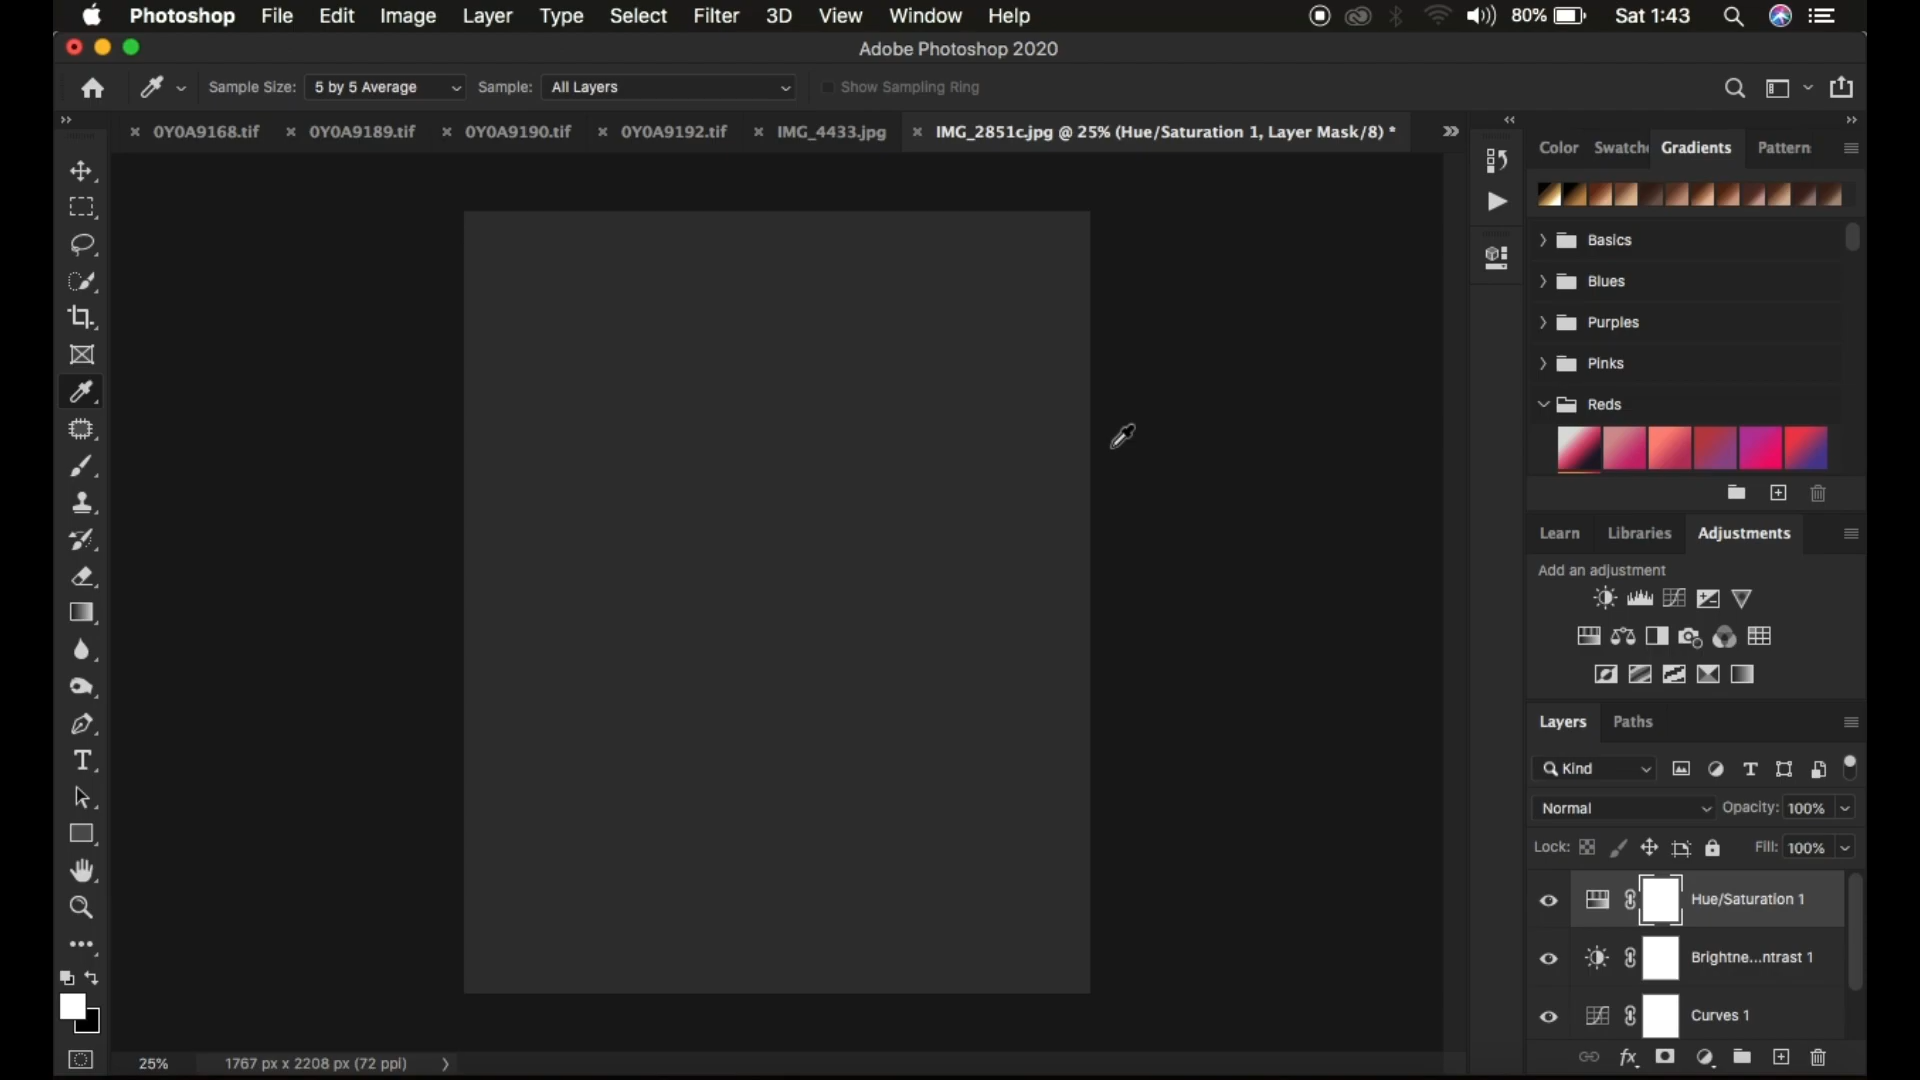 Photoshop File Edit Image Layer Type Select Filter 3D View Window Help 80% Sat 1:43
Adobe Photoshop 2020
Sample Size: 5 by 5 Average Sample: All Layers Show Sampling Ring
0Y0A9168.tif 0Y0A9189.tif 0Y0A9190.tif 0Y0A9192.tif IMG_4433.jpg IMG_2851c.jpg @ 25% (Hue/Saturation 1, Layer Mask/8) *
Color Swatche Gradients Pattern
Basics
Blues
Purples
Pinks
Reds
Learn Libraries Adjustments
Add an adjustment
Layers Paths
Kind
Normal Opacity: 100%
Lock: Fill: 100%
Hue/Saturation 1
Brightne...ntrast 1
Curves 1
25% 1767 px x 2208 px (72 ppi)